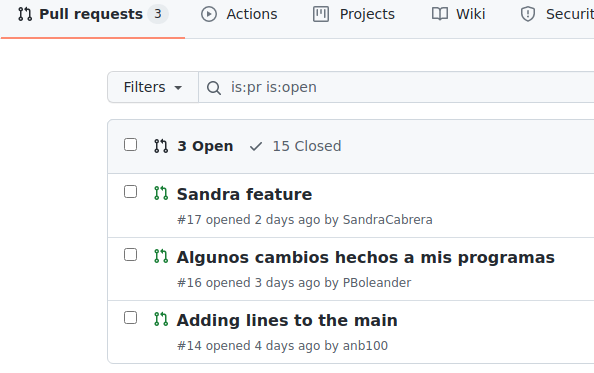 Pull requests 3 Actions Projects Wiki Securit
Filters is:pr is:open
3 Open 15 Closed
Sandra feature
#17 opened 2 days ago by SandraCabrera
Algunos cambios hechos a mis programas
#16 opened 3 days ago by PBoleander
Adding lines to the main
#14 opened 4 days ago by anb100